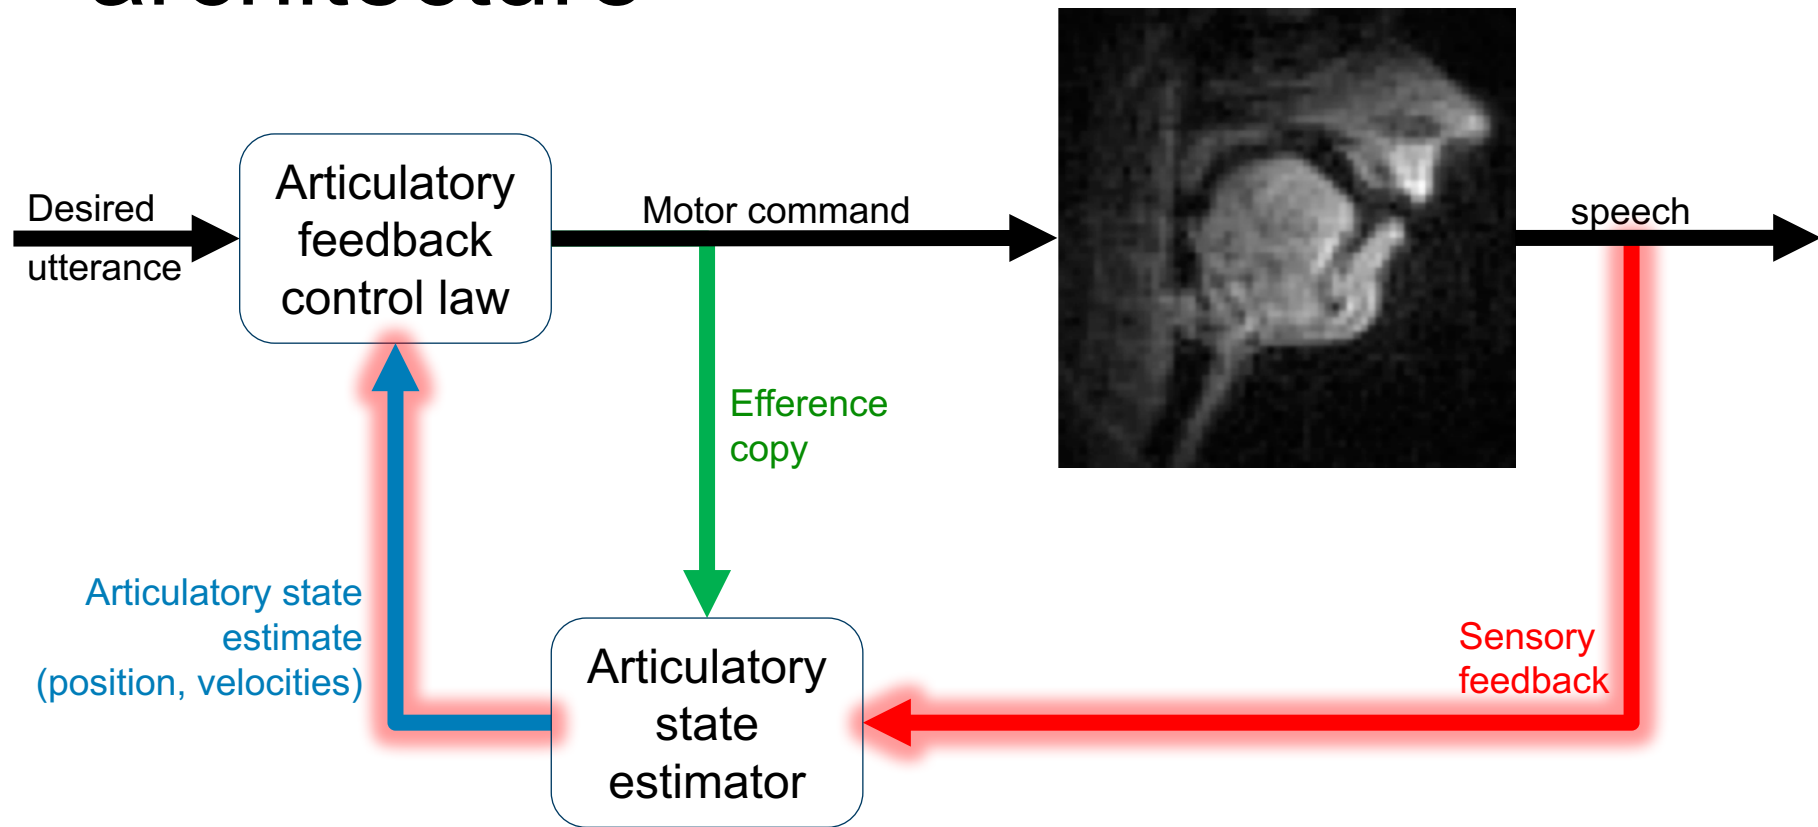 architecture
Desired
utterance
Articulatory
feedback
control law
Motor command
speech
Efference
copy
Articulatory state
estimate
(position, velocities)
Articulatory
state
estimator
Sensory
feedback